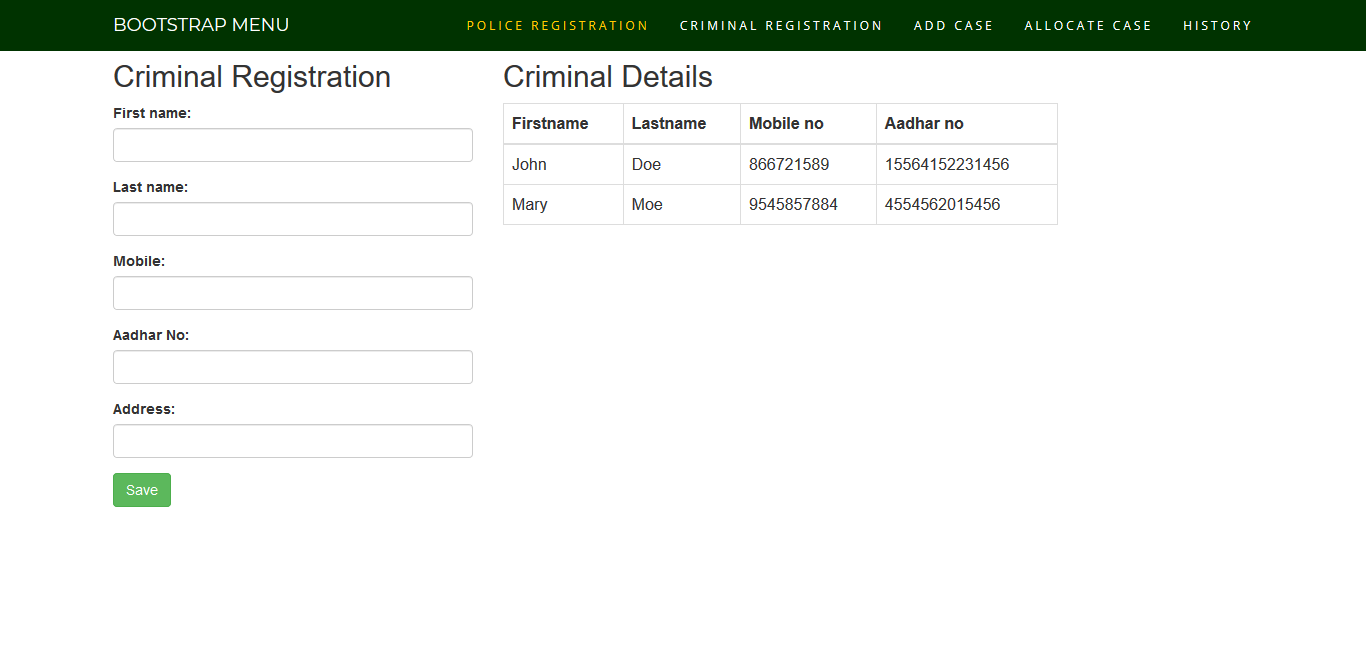 BOOTSTRAP MENU POLICE REGISTRATION CRIMINAL REGISTRATION ADD CASE ALLOCATE CASE HISTORY
Criminal Registration
First name:
Last name:
Mobile:
Aadhar No:
Address:
Save
Criminal Details
Firstname Lastname Mobile no Aadhar no
John Doe 866721589 15564152231456
Mary Moe 9545857884 4554562015456